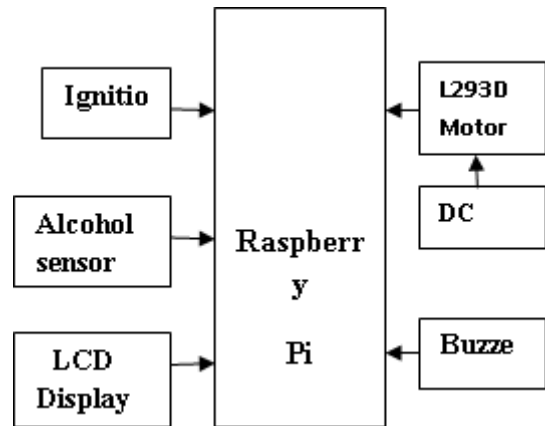 Ignitio
Alcohol
sensor
LCD
Display
Raspberr
y
Pi
L293D
Motor
DC
Buzze